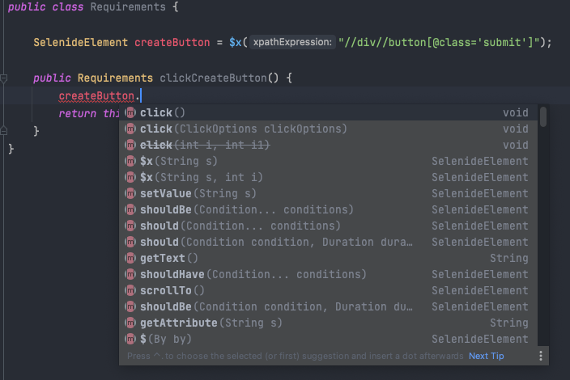 public class Requirements {
SelenideElement createButton = $x( xpathExpression: "//div//button[@class='submit']");
public Requirements clickCreateButton() {
createButton.
return thi
click() void
click(ClickOptions clickOptions) void
click(int i, int i1) void
$x(String s) SelenideElement
$x(String s, int i) SelenideElement
setValue(String s) SelenideElement
shouldBe(Condition... conditions) SelenideElement
should(Condition... conditions) SelenideElement
should(Condition condition, Duration dura… SelenideElement
getText() String
shouldHave(Condition... conditions) SelenideElement
scrollTo() SelenideElement
shouldBe(Condition condition, Duration du… SelenideElement
getAttribute(String s) String
$(By by) SelenideElement
Press ^. to choose the selected (or first) suggestion and insert a dot afterwards Next Tip
}
}